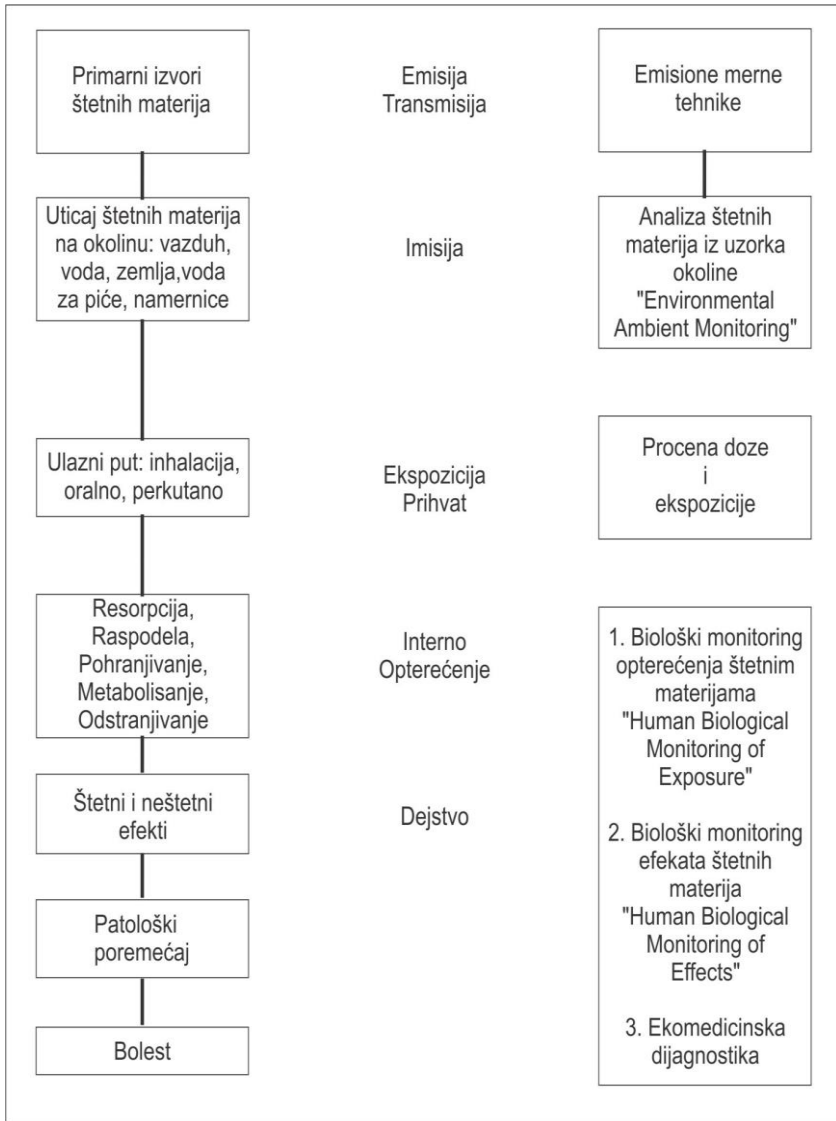 Primarni izvori
štetnih materija
Emisija
Transmisija
Emisione merne
tehnike
Uticaj štetnih materija
na okolinu: vazduh,
voda, zemlja,voda
za piće, namernice
Imisija
Analiza štetnih
materija iz uzorka
okoline
"Environmental
Ambient Monitoring"
Ulazni put: inhalacija,
oralno, perkutano
Ekspozicija
Prihvat
Procena doze
i
ekspozicije
Resorpcija,
Raspodela,
Pohranjivanje,
Metabolisanje,
Odstranjivanje
Interno
Opterećenje
1. Biološki monitoring
opterećenja štetnim
materijama
"Human Biological
Monitoring of
Exposure"
Štetni i neštetni
efekti
Dejstvo
2. Biološki monitoring
efekata štetnih
materija
"Human Biological
Monitoring of
Effects"
Patološki
poremećaj
Bolest
3. Ekomedicinska
dijagnostika